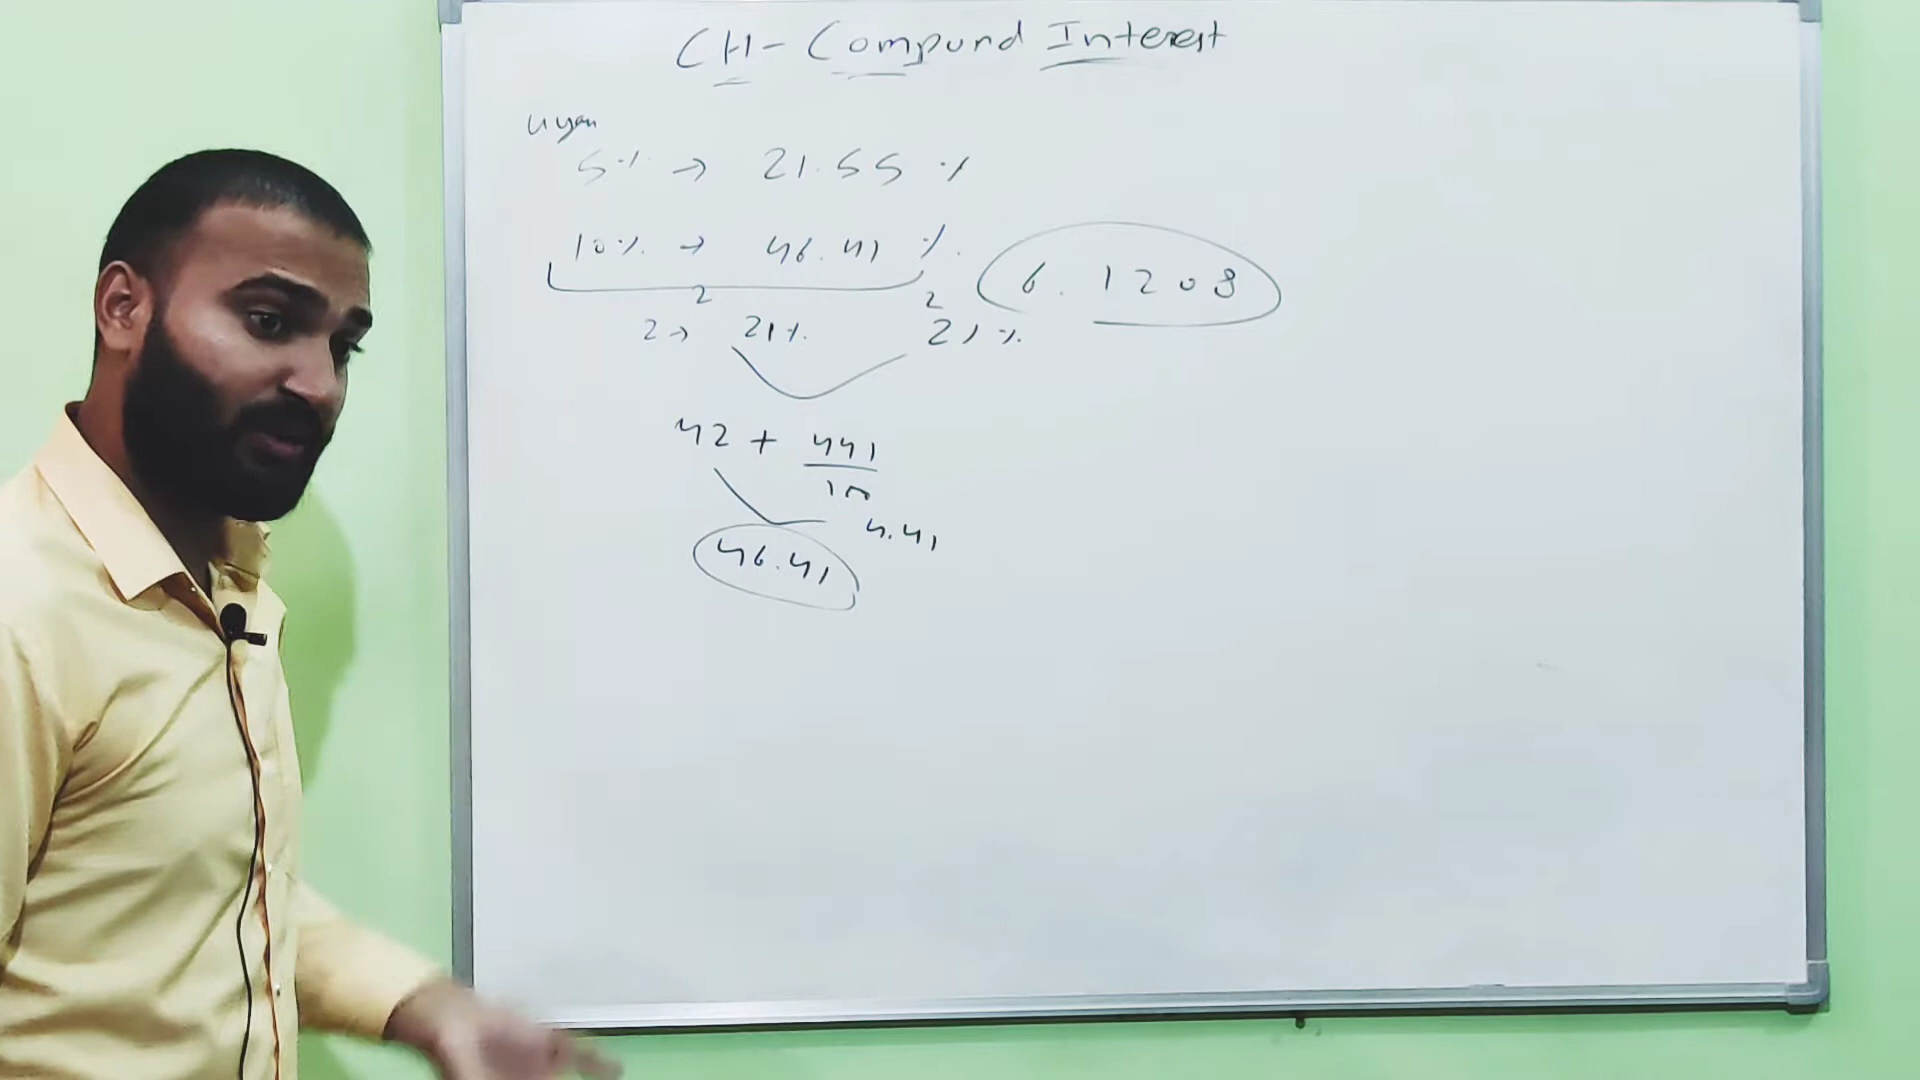 CH - Compund Interest
4 year
5% → 21.55 %
10% → 46.41 %.
6.1208
2 2
2 → 21% 21%
42 + 441/100
4.41
46.41